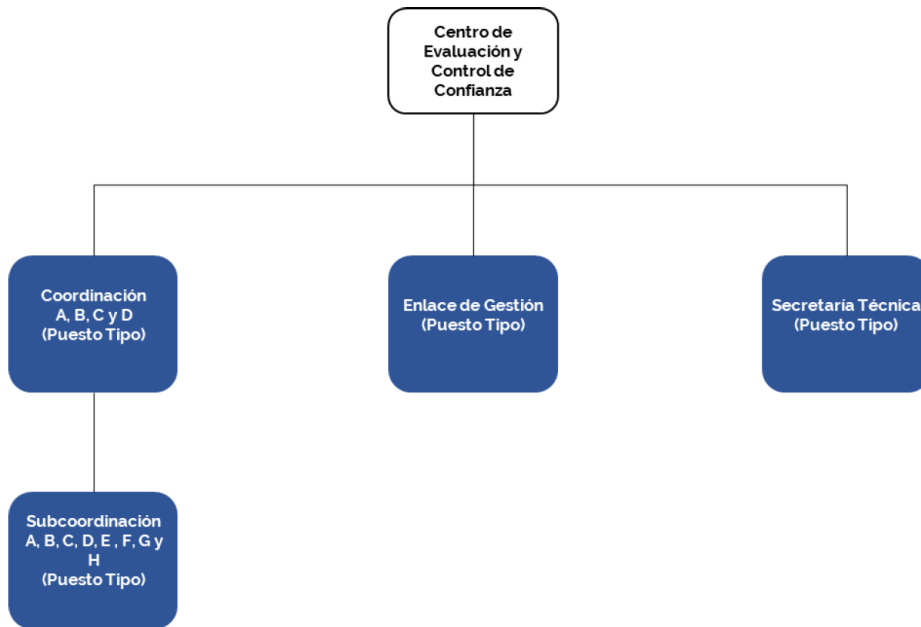 Centro de
Evaluación y
Control de
Confianza
Coordinación
A, B, C y D
(Puesto Tipo)
Enlace de Gestión
(Puesto Tipo)
Secretaría Técnica
(Puesto Tipo)
Subcoordinación
A, B, C, D, E , F, G y
H
(Puesto Tipo)